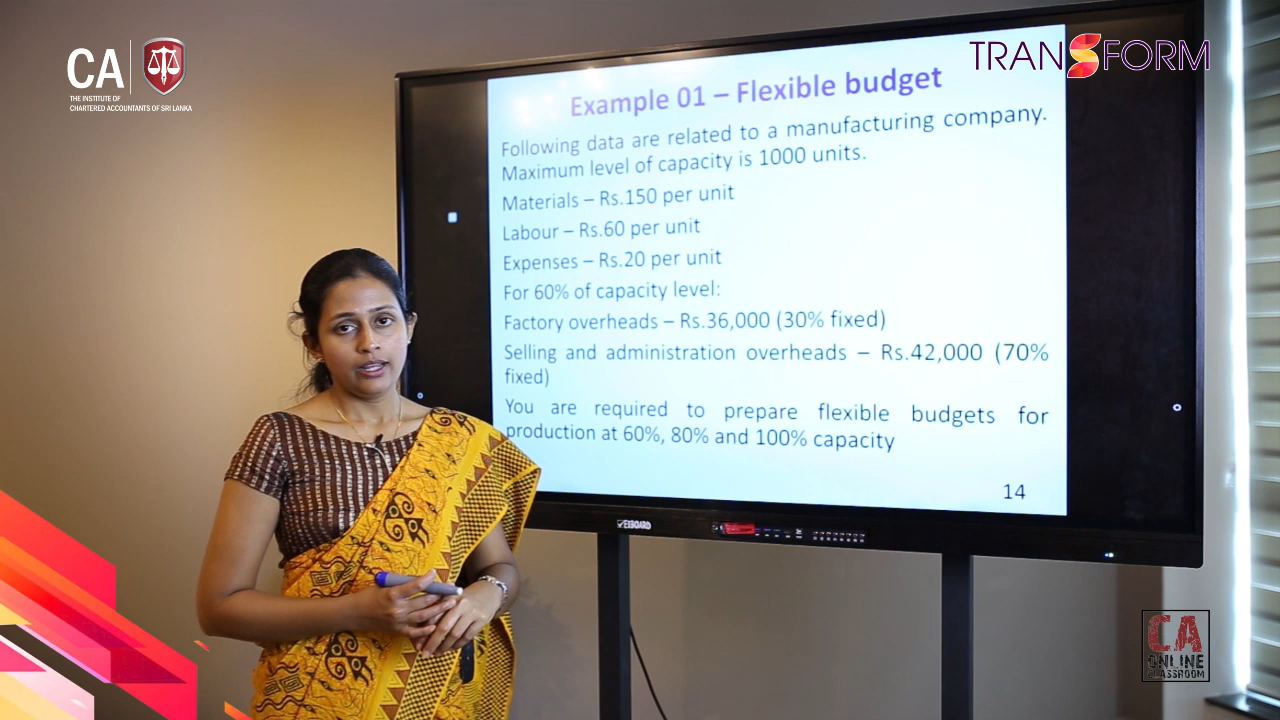 CA
THE INSTITUTE OF
CHARTERED ACCOUNTANTS OF SRI LANKA
TRANSFORM
Example 01 – Flexible budget
Following data are related to a manufacturing company.
Maximum level of capacity is 1000 units.
Materials – Rs.150 per unit
Labour – Rs.60 per unit
Expenses – Rs.20 per unit
For 60% of capacity level:
Factory overheads – Rs.36,000 (30% fixed)
Selling and administration overheads – Rs.42,000 (70%
fixed)
You are required to prepare flexible budgets for
production at 60%, 80% and 100% capacity
14
EXBOARD
CA
ONLINE
CLASSROOM